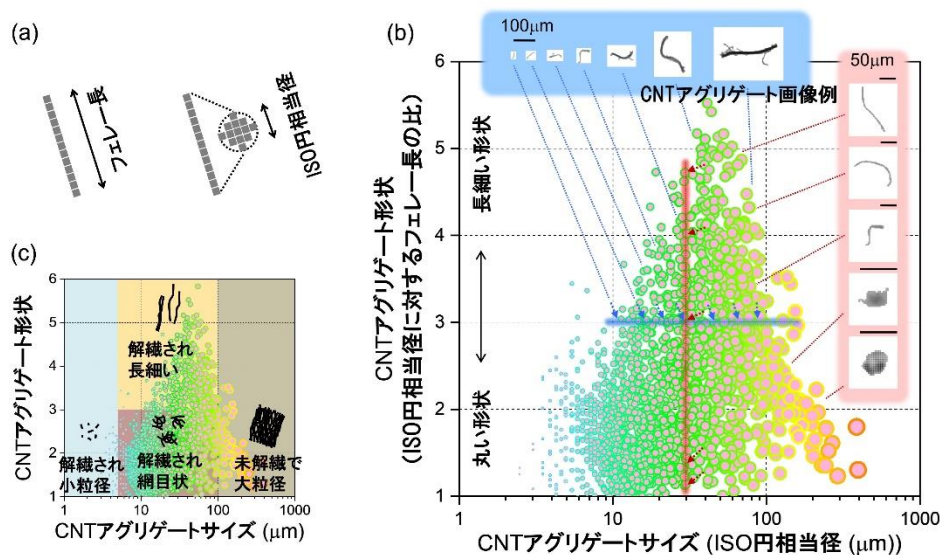 (a)
フェレー長
ISO円相当径
(b)
100μm
CNTアグリゲート画像例
50μm
CNTアグリゲート形状
(ISO円相当径に対するフェレー長の比)
長細い形状
丸い形状
6
5
4
3
2
1
1
10
100
1000
CNTアグリゲートサイズ (ISO円相当径 (μm))
(c)
CNTアグリゲート形状
6
5
4
3
2
1
解繊され
長細い
解繊され
小粒径
解繊され
網目状
未解繊で
大粒径
1
10
100
1000
CNTアグリゲートサイズ (μm)